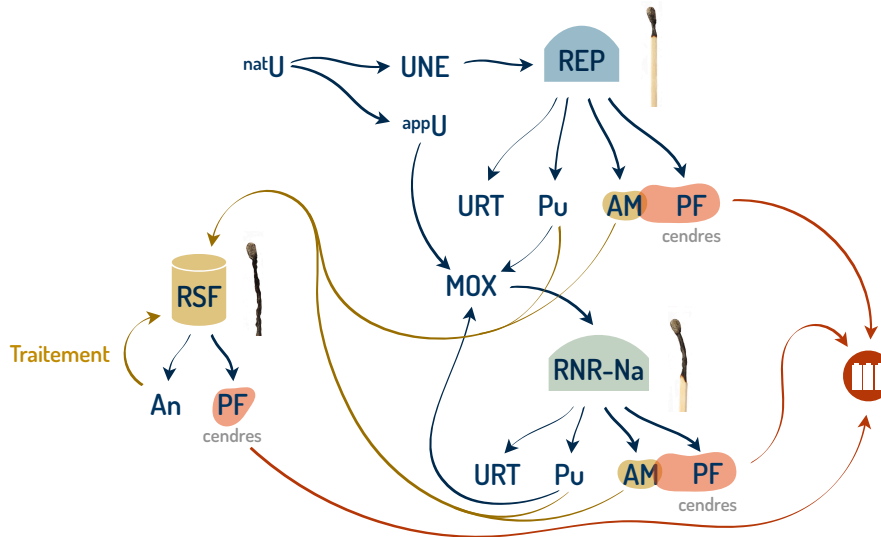 natU
UNE
REP
appU
URT
Pu
AM
PF
cendres
MOX
RSF
Traitement
An
PF
cendres
RNR-Na
URT
Pu
AM
PF
cendres